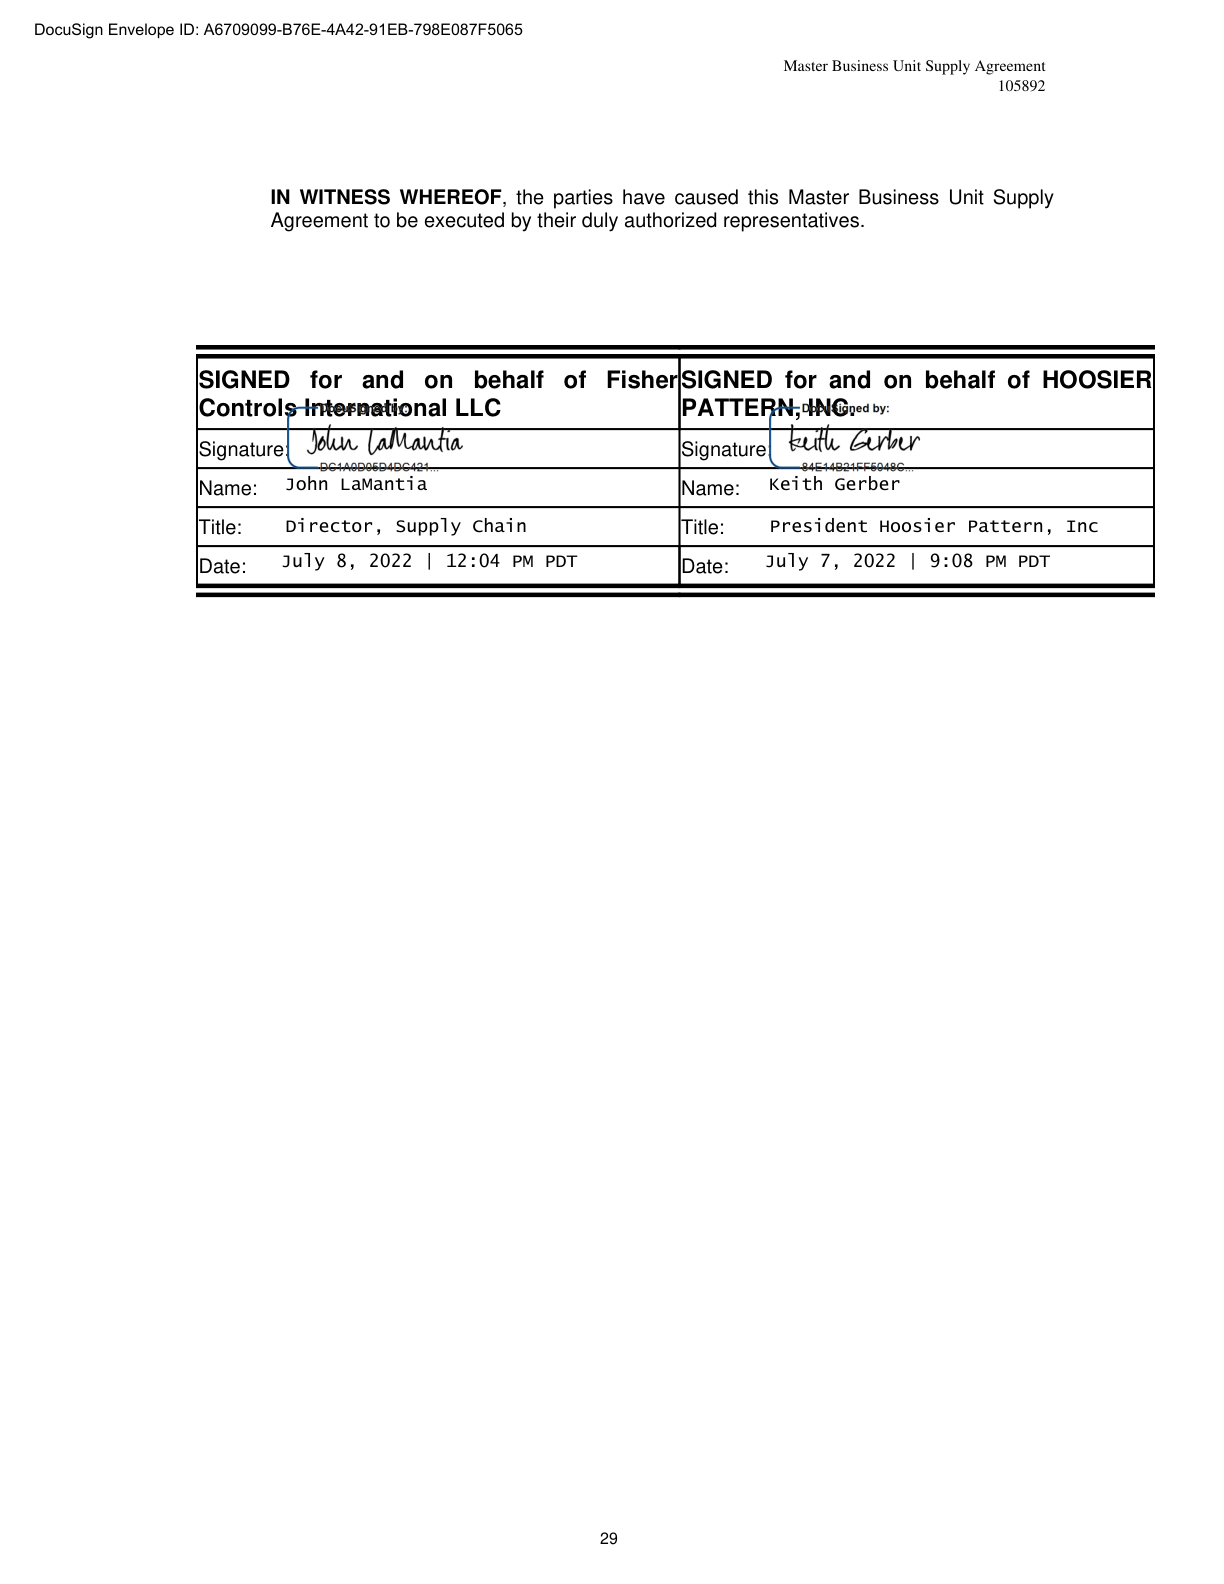 DocuSign Envelope ID: A6709099-B76E-4A42-91EB-798E087F5065
Master Business Unit Supply Agreement
105892
IN WITNESS WHEREOF, the parties have caused this Master Business Unit Supply
Agreement to be executed by their duly authorized representatives.
SIGNED for and on behalf of Fisher
Controls International LLC
DocuSigned by:
Signature: John LaMantia
DC1A0D05D4DC421...
Name: John LaMantia
Title: Director, Supply Chain
Date: July 8, 2022 | 12:04 PM PDT
SIGNED for and on behalf of HOOSIER
PATTERN, INC.
DocuSigned by:
Signature: Keith Gerber
84E14B21FF5048C...
Name: Keith Gerber
Title: President Hoosier Pattern, Inc
Date: July 7, 2022 | 9:08 PM PDT
29